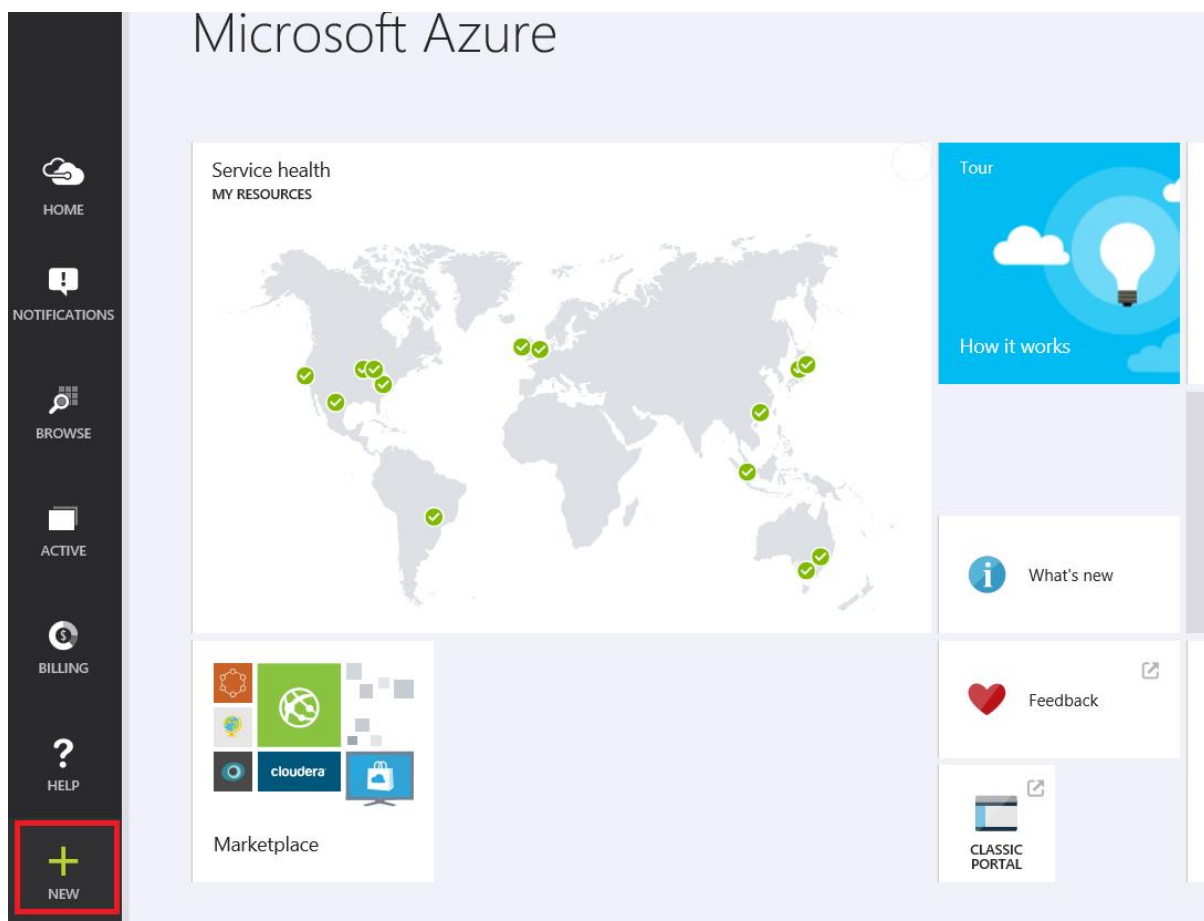 Microsoft Azure
HOME
NOTIFICATIONS
BROWSE
ACTIVE
BILLING
HELP
NEW
Service health
MY RESOURCES
Tour
How it works
What's new
cloudera
Marketplace
Feedback
CLASSIC
PORTAL